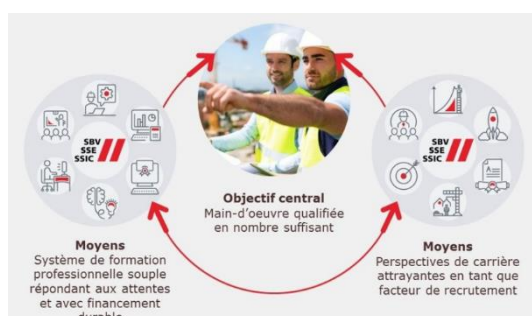 SBV
SSE
SSIC
SBV
SSE
SSIC
Objectif central
Main-d'oeuvre qualifiée
en nombre suffisant
Moyens
Système de formation
professionnelle souple
répondant aux attentes
et avec financement
durable
Moyens
Perspectives de carrière
attrayantes en tant que
facteur de recrutement